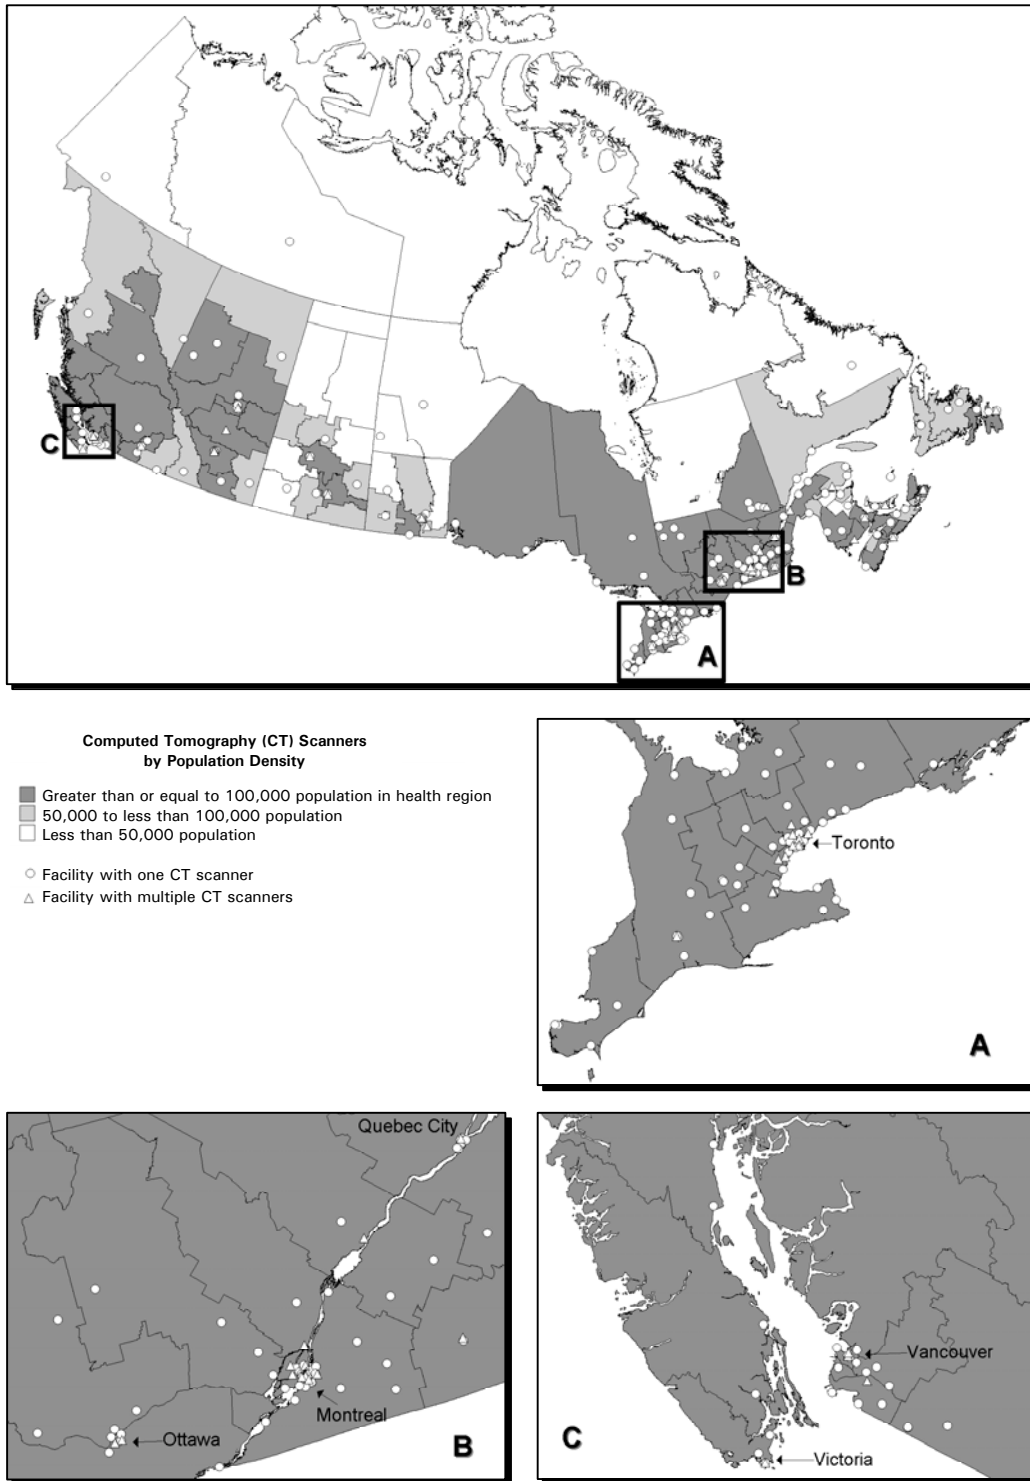 C
B
A
Computed Tomography (CT) Scanners
by Population Density
Greater than or equal to 100,000 population in health region
50,000 to less than 100,000 population
Less than 50,000 population
Facility with one CT scanner
Facility with multiple CT scanners
Toronto
A
Quebec City
Montreal
Ottawa
B
Vancouver
Victoria
C